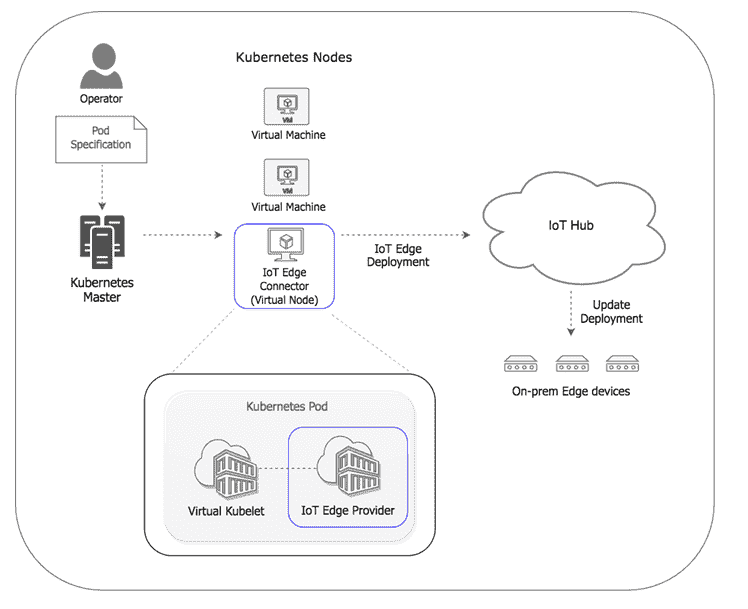 Kubernetes Nodes
Operator
Pod
Specification
VM
Virtual Machine
VM
Virtual Machine
Kubernetes
Master
IoT Edge
Connector
(Virtual Node)
IoT Edge
Deployment
IoT Hub
Update
Deployment
On-prem Edge devices
Kubernetes Pod
Virtual Kubelet
IoT Edge Provider